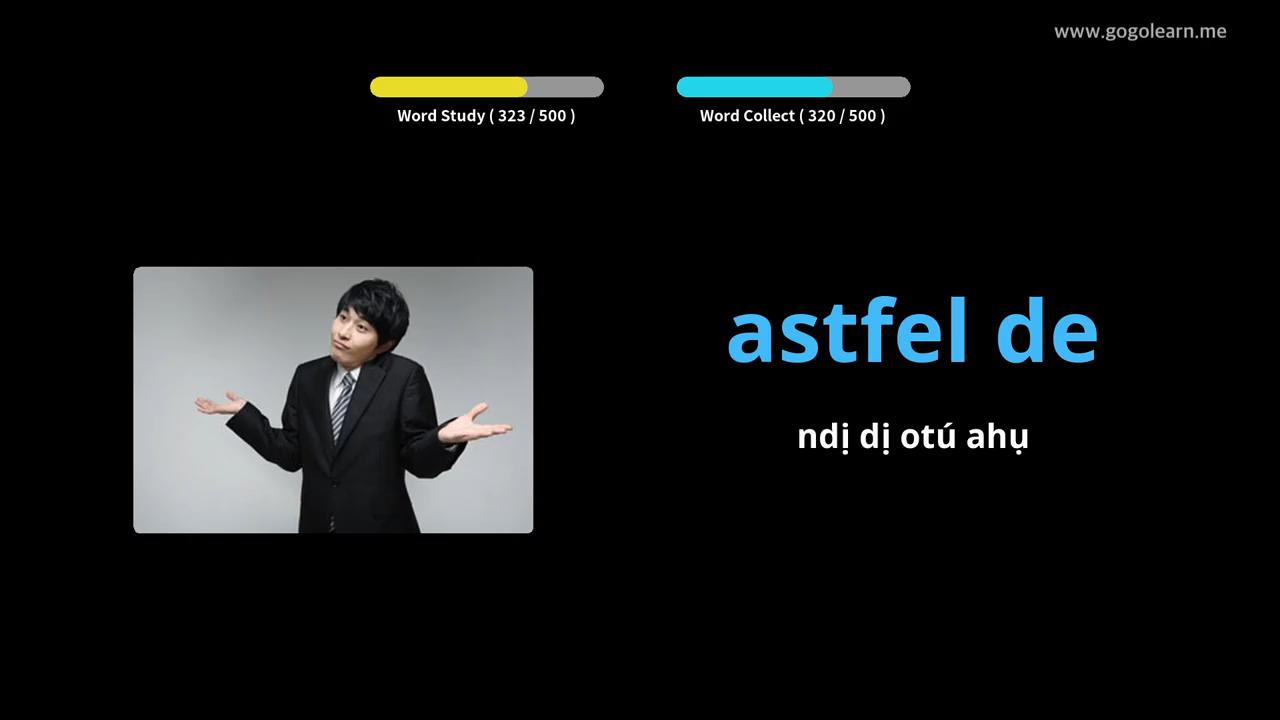 www.gogolearn.me
Word Study ( 323 / 500 )
Word Collect ( 320 / 500 )
astfel de
ndị dị otú ahụ